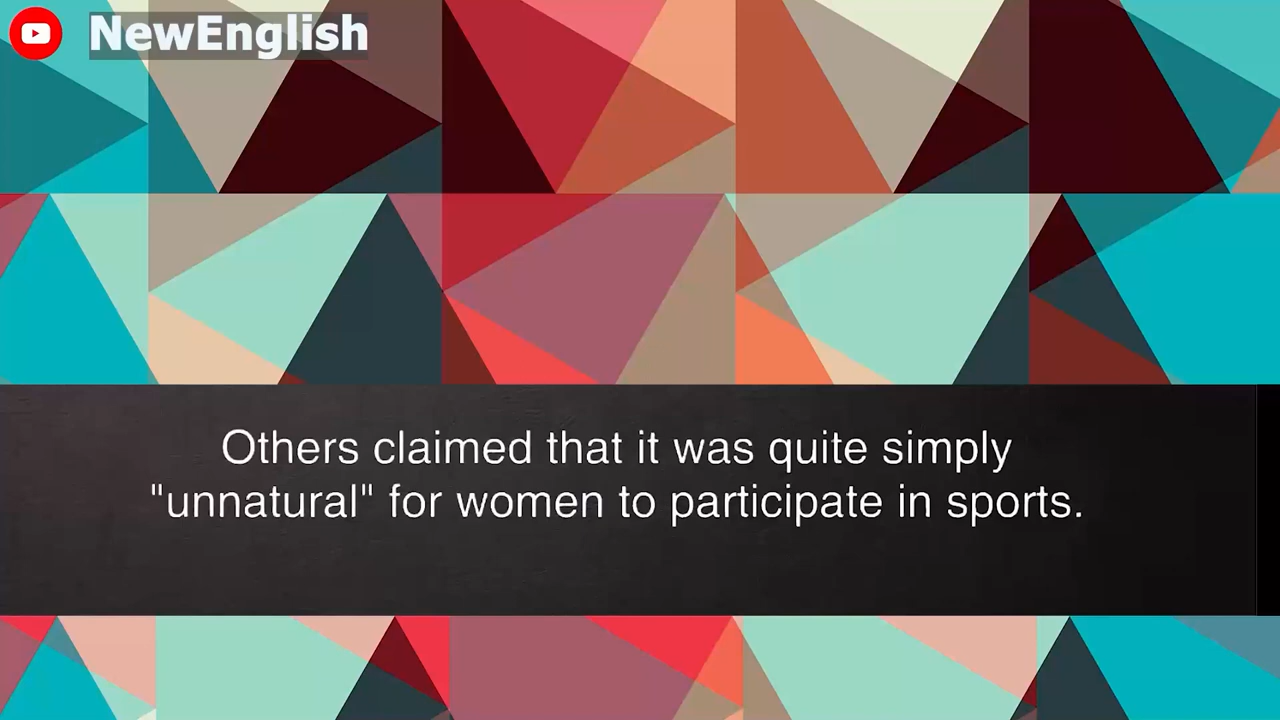 NewEnglish
Others claimed that it was quite simply
"unnatural" for women to participate in sports.